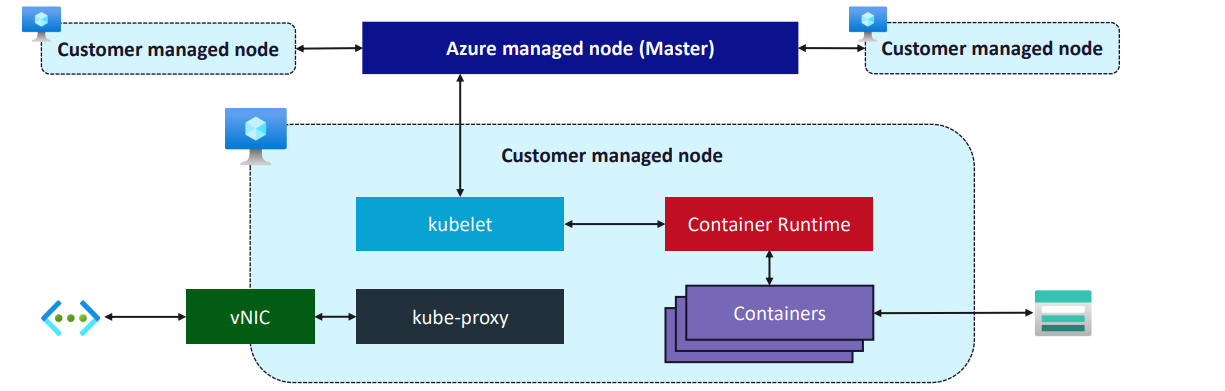 Customer managed node
Azure managed node (Master)
Customer managed node
Customer managed node
kubelet
Container Runtime
vNIC
kube-proxy
Containers